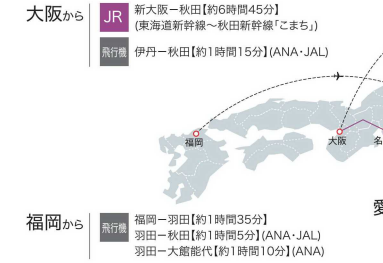 大阪から
JR
新大阪ー秋田【約6時間45分】
(東海道新幹線〜秋田新幹線「こまち」)
飛行機
伊丹ー秋田【約1時間15分】(ANA・JAL)
福岡
大阪
名
愛
福岡から
飛行機
福岡ー羽田【約1時間35分】
羽田ー秋田【約1時間5分】(ANA・JAL)
羽田ー大館能代【約1時間10分】(ANA)